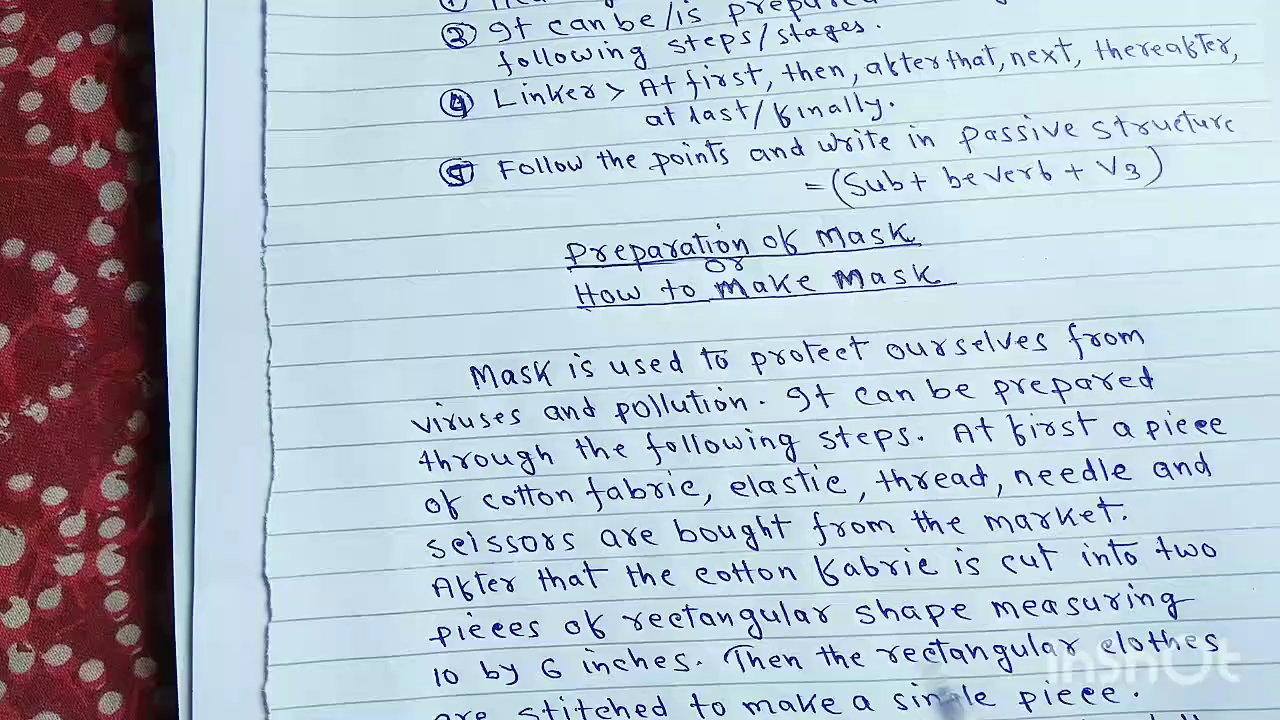 ③ It can be/is prepared
following steps/stages.
④ Linker > At first, then, after that, next, thereafter,
at last/finally.
⑤ Follow the points and write in passive structure
= (Sub + be verb + V3)
Preparation of Mask
Or
How to make Mask
Mask is used to protect ourselves from
viruses and pollution. It can be prepared
through the following steps. At first a piece
of cotton fabric, elastic, thread, needle and
scissors are bought from the market.
After that the cotton fabric is cut into two
pieces of rectangular shape measuring
10 by 6 inches. Then the rectangular clothes
are stitched to make a single piece.
InShOt